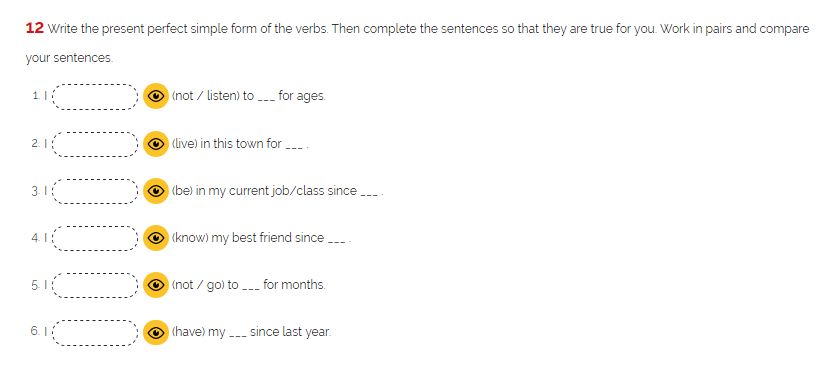 12 Write the present perfect simple form of the verbs. Then complete the sentences so that they are true for you. Work in pairs and compare
your sentences.
1. I (not / listen) to ___ for ages.
2. I (live) in this town for ___ .
3. I (be) in my current job/class since ___ .
4. I (know) my best friend since ___ .
5. I (not / go) to ___ for months.
6. I (have) my ___ since last year.